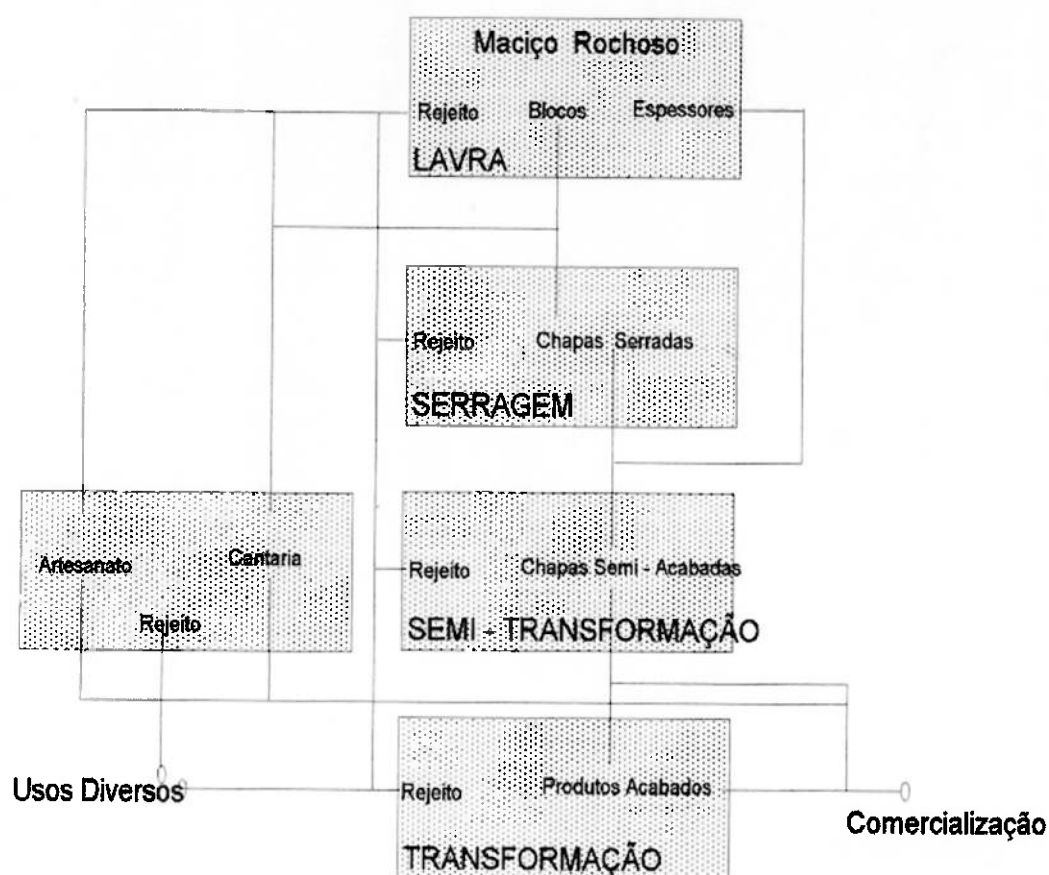 Maciço Rochoso
Rejeito Blocos Espessores
LAVRA
Rejeito Chapas Serradas
SERRAGEM
Artesanato Cantaria
Rejeito
Rejeito Chapas Semi - Acabadas
SEMI - TRANSFORMAÇÃO
Usos Diversos
Rejeito Produtos Acabados
TRANSFORMAÇÃO
Comercialização